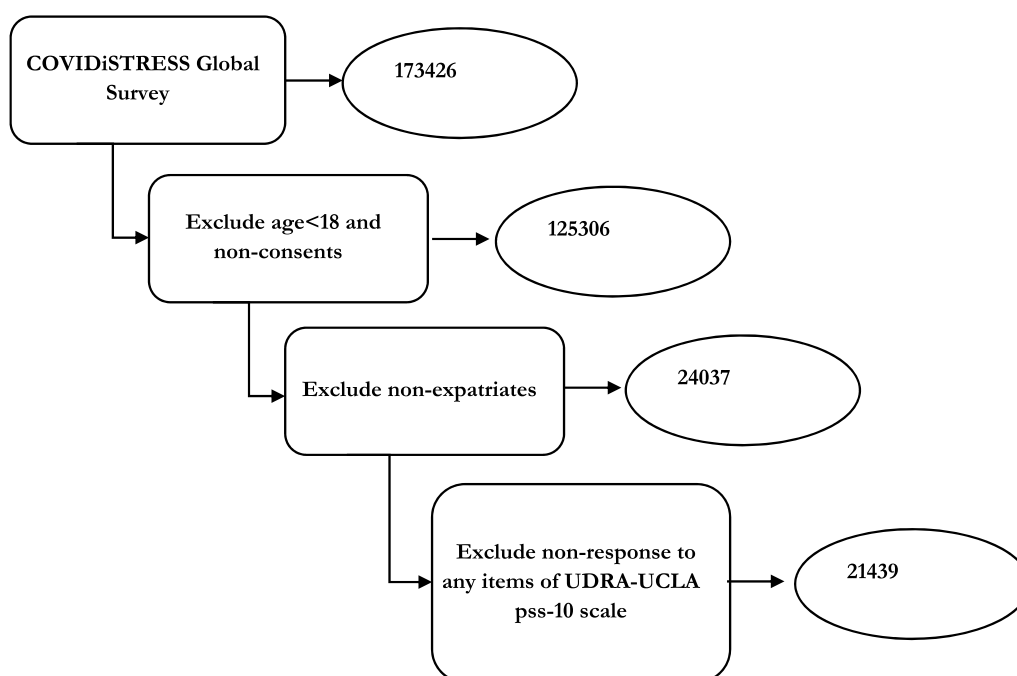 COVIDiSTRESS Global
Survey
173426
Exclude age<18 and
non-consents
125306
Exclude non-expatriates
24037
Exclude non-response to
any items of UDRA-UCLA
pss-10 scale
21439